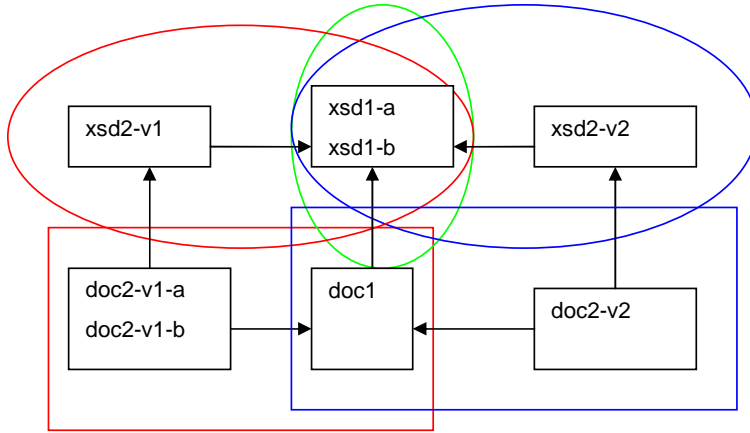 xsd2-v1
xsd1-a
xsd1-b
xsd2-v2
doc2-v1-a
doc2-v1-b
doc1
doc2-v2